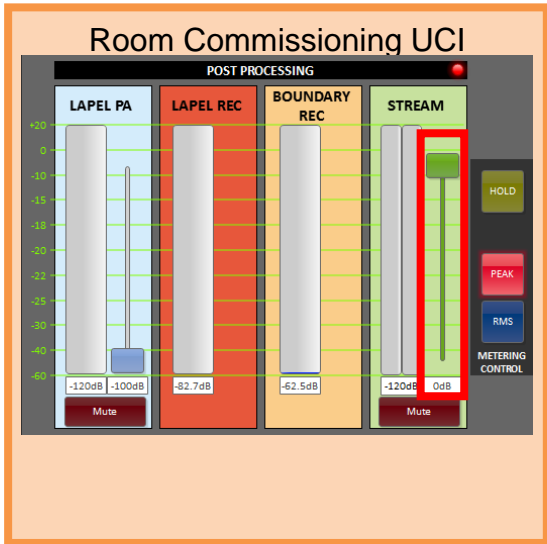 Room Commissioning UCI
POST PROCESSING
LAPEL PA
LAPEL REC
BOUNDARY
REC
STREAM
+20
0
-10
-15
-18
-20
-22
-25
-30
-40
-60
HOLD
PEAK
RMS
METERING
CONTROL
-120dB
-100dB
-82.7dB
-62.5dB
-120dB
0dB
Mute
Mute